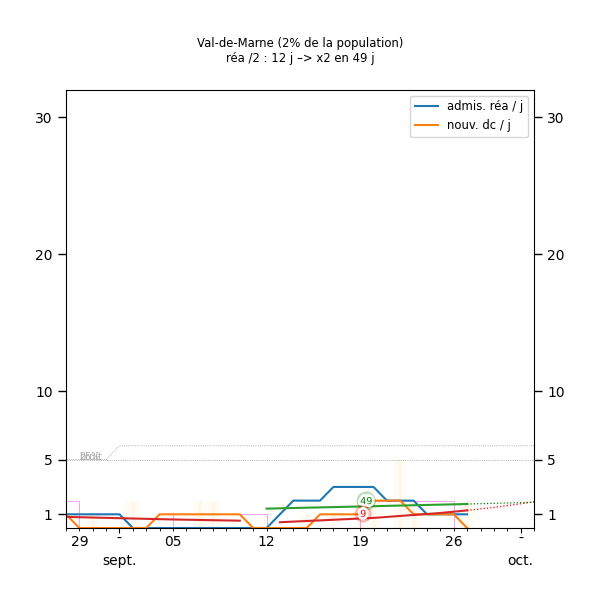 Val-de-Marne (2% de la population)
réa /2 : 12 j –> x2 en 49 j
admis. réa / j
nouv. dc / j
30 30
20 20
10 10
5 5
1 1
49
9
29 - 05 12 19 26 -
sept. oct.